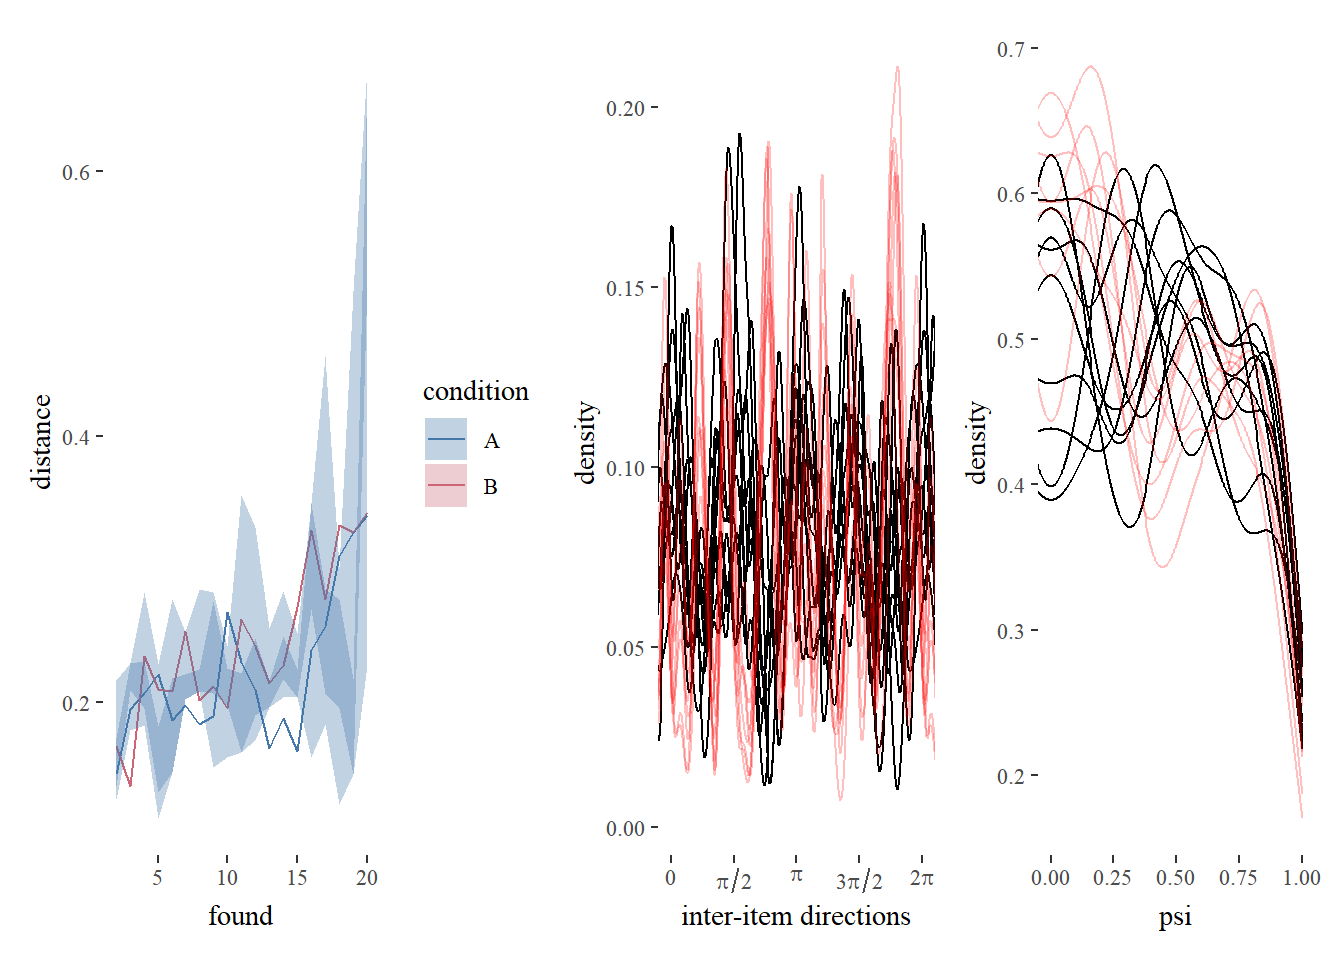 distance
0.6
0.4
0.2
5
10
15
20
found
condition
A
B
density
0.20
0.15
0.10
0.05
0.00
0
π/2
π
3π/2
2π
inter-item directions
density
0.7
0.6
0.5
0.4
0.3
0.2
0.00
0.25
0.50
0.75
1.00
psi